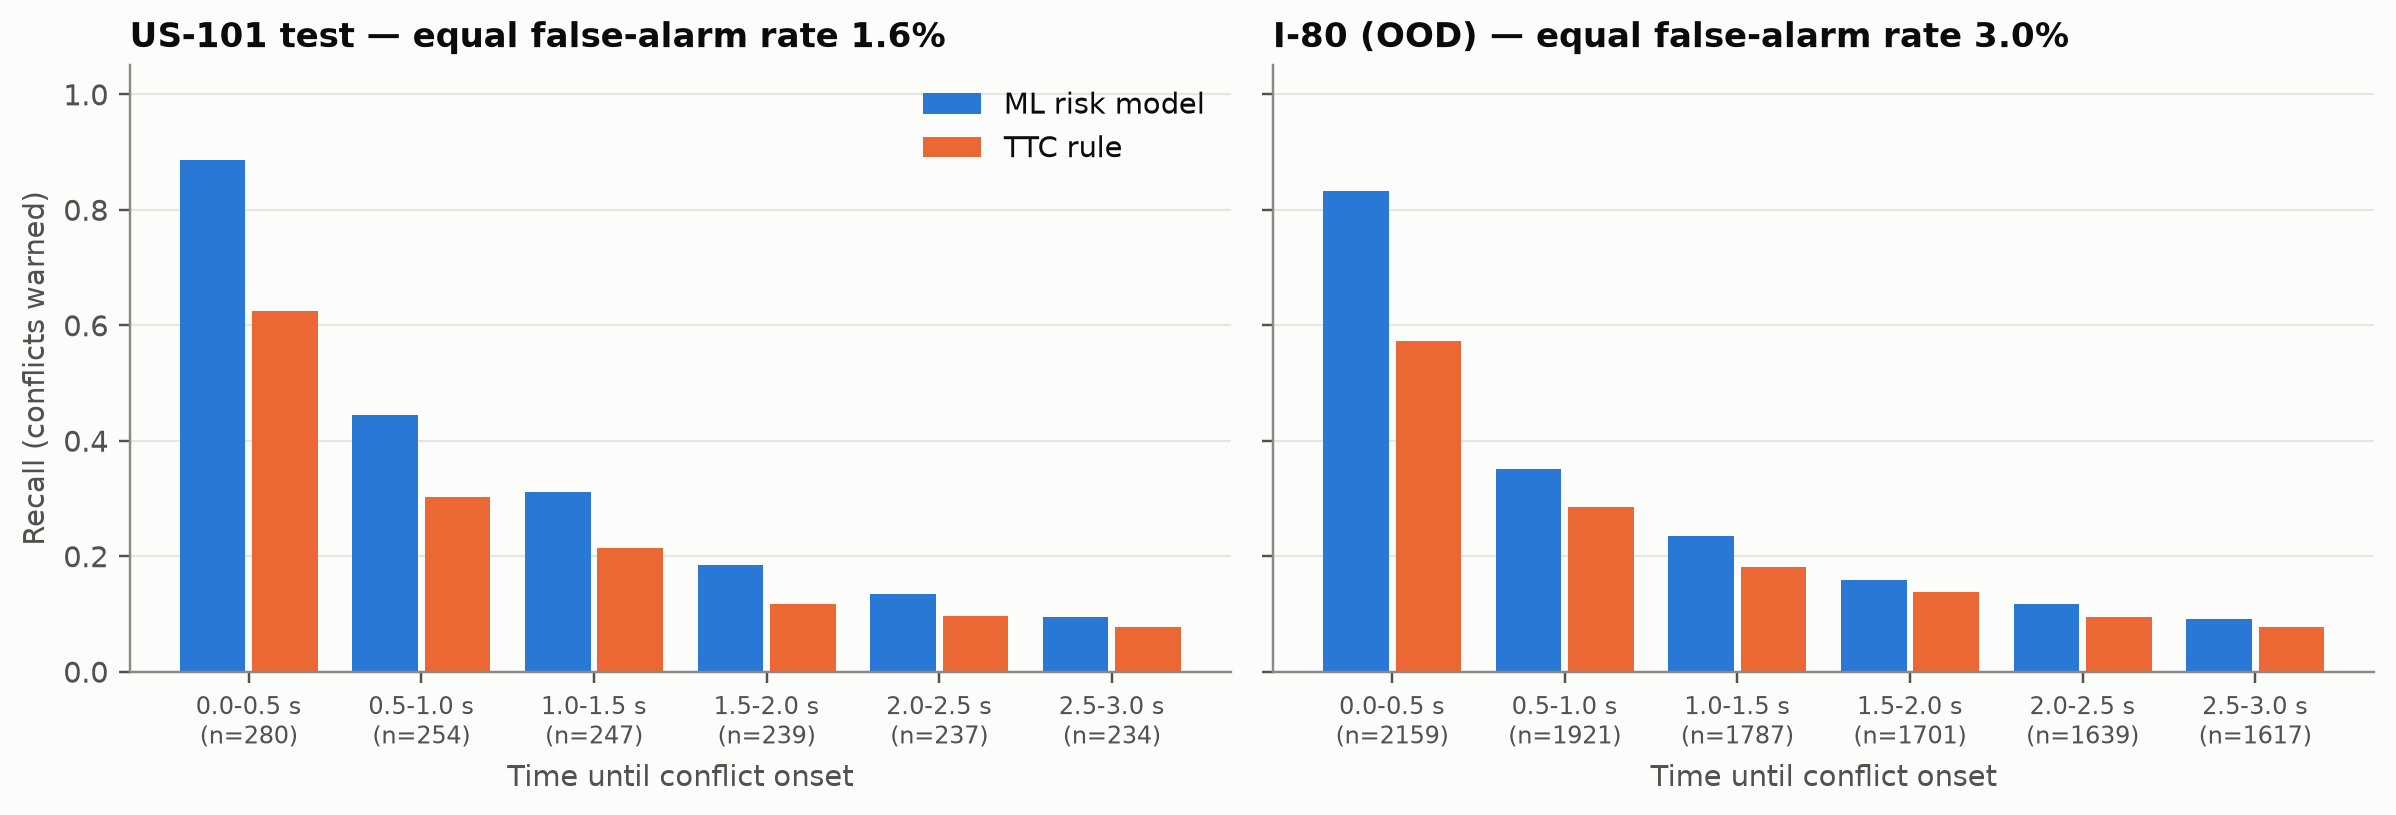 US-101 test — equal false-alarm rate 1.6%
ML risk model
TTC rule
Recall (conflicts warned)
1.0
0.8
0.6
0.4
0.2
0.0
0.0-0.5 s
(n=280)
0.5-1.0 s
(n=254)
1.0-1.5 s
(n=247)
1.5-2.0 s
(n=239)
2.0-2.5 s
(n=237)
2.5-3.0 s
(n=234)
Time until conflict onset
I-80 (OOD) — equal false-alarm rate 3.0%
0.0-0.5 s
(n=2159)
0.5-1.0 s
(n=1921)
1.0-1.5 s
(n=1787)
1.5-2.0 s
(n=1701)
2.0-2.5 s
(n=1639)
2.5-3.0 s
(n=1617)
Time until conflict onset